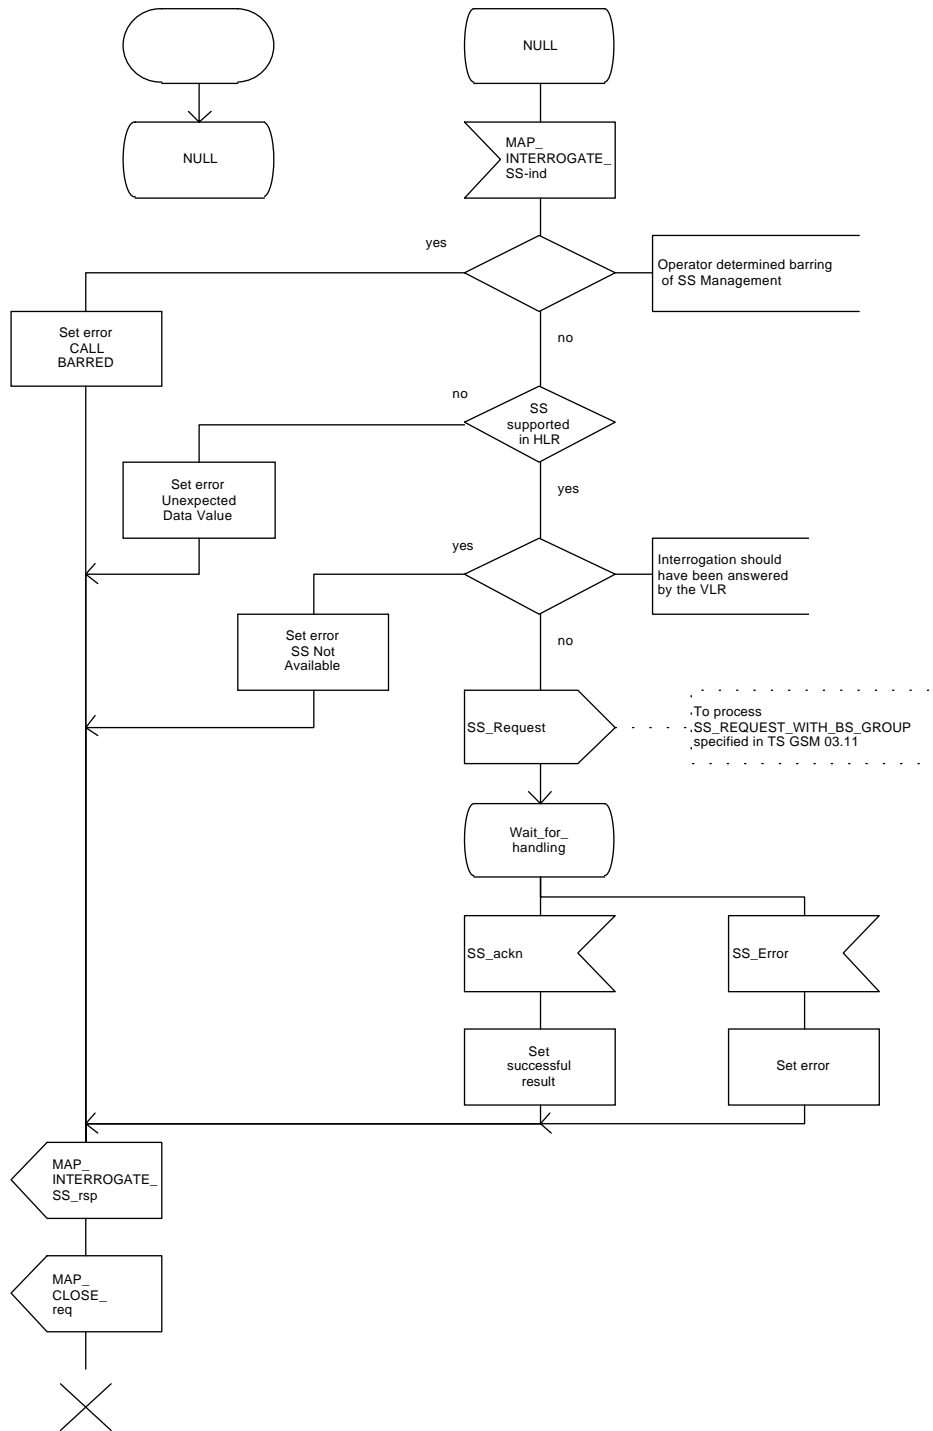 NULL
NULL
MAP_
INTERROGATE_
SS-ind
yes
Operator determined barring
of SS Management
Set error
CALL
BARRED
no
no
SS
supported
in HLR
Set error
Unexpected
Data Value
yes
yes
Interrogation should
have been answered
by the VLR
Set error
SS Not
Available
no
SS_Request
To process
SS_REQUEST_WITH_BS_GROUP
specified in TS GSM 03.11
Wait_for_
handling
SS_ackn
SS_Error
Set
successful
result
Set error
MAP_
INTERROGATE_
SS_rsp
MAP_
CLOSE_
req